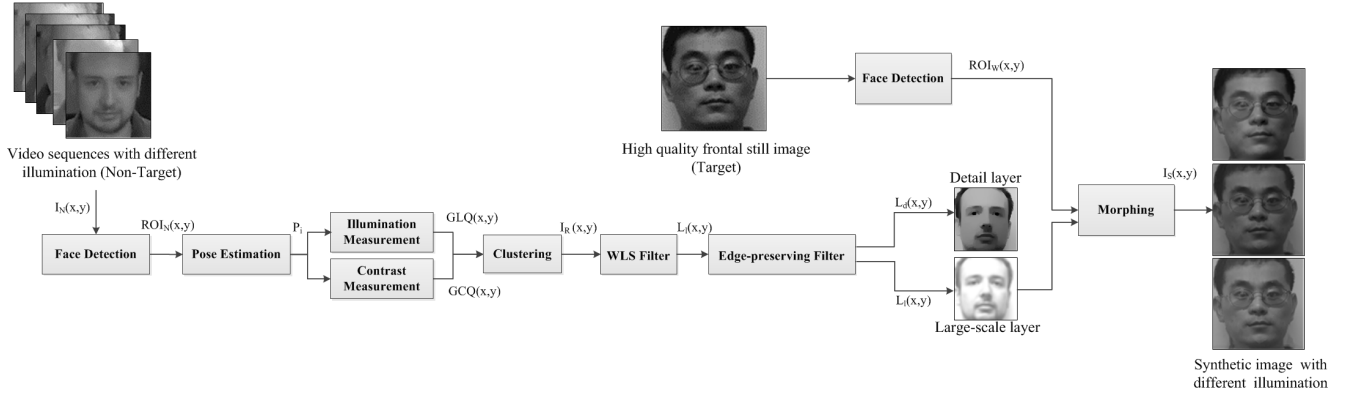 Video sequences with different
illumination (Non-Target)
I_N(x,y)
Face Detection
ROI_N(x,y)
Pose Estimation
P_i
Illumination
Measurement
Contrast
Measurement
GLQ(x,y)
GCQ(x,y)
Clustering
I_R (x,y)
WLS Filter
L_l(x,y)
Edge-preserving Filter
L_d(x,y)
L_l(x,y)
Detail layer
Large-scale layer
High quality frontal still image
(Target)
Face Detection
ROI_W(x,y)
Morphing
I_S(x,y)
Synthetic image with
different illumination